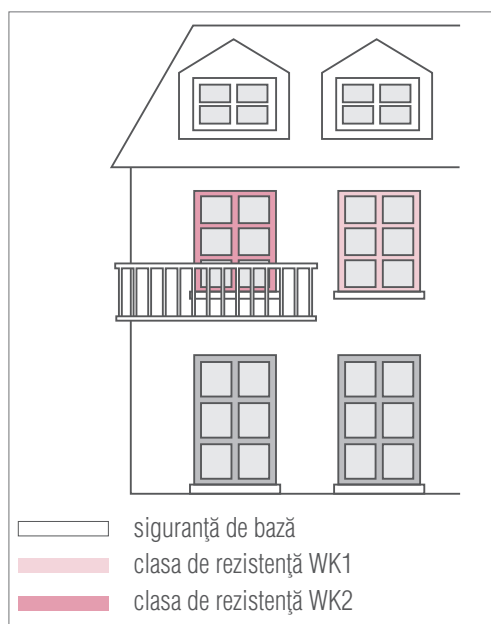 siguranţă de bază
clasa de rezistenţă WK1
clasa de rezistenţă WK2